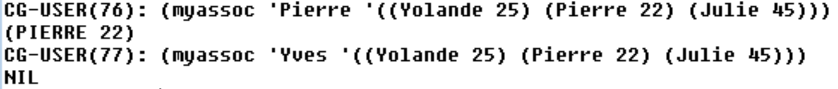 CG-USER(76): (myassoc 'Pierre '((Yolande 25) (Pierre 22) (Julie 45)))
(PIERRE 22)
CG-USER(77): (myassoc 'Yves '((Yolande 25) (Pierre 22) (Julie 45)))
NIL